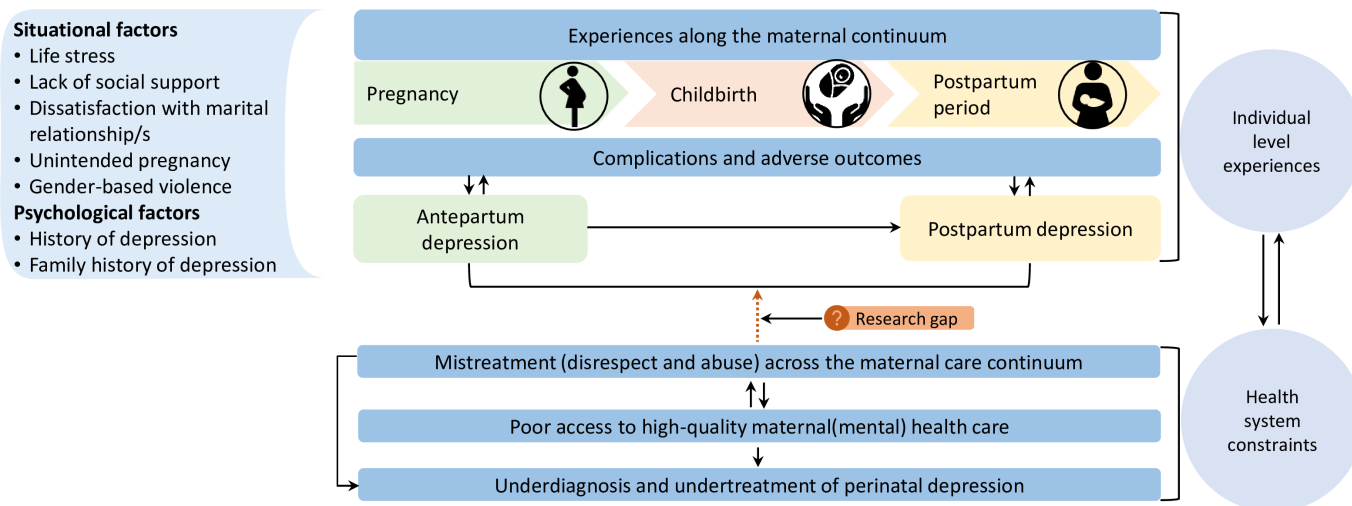 Situational factors
• Life stress
• Lack of social support
• Dissatisfaction with marital
relationship/s
• Unintended pregnancy
• Gender-based violence
Psychological factors
• History of depression
• Family history of depression
Experiences along the maternal continuum
Pregnancy
Childbirth
Postpartum
period
Complications and adverse outcomes
Antepartum
depression
Postpartum depression
Individual
level
experiences
? Research gap
Mistreatment (disrespect and abuse) across the maternal care continuum
Poor access to high-quality maternal(mental) health care
Underdiagnosis and undertreatment of perinatal depression
Health
system
constraints